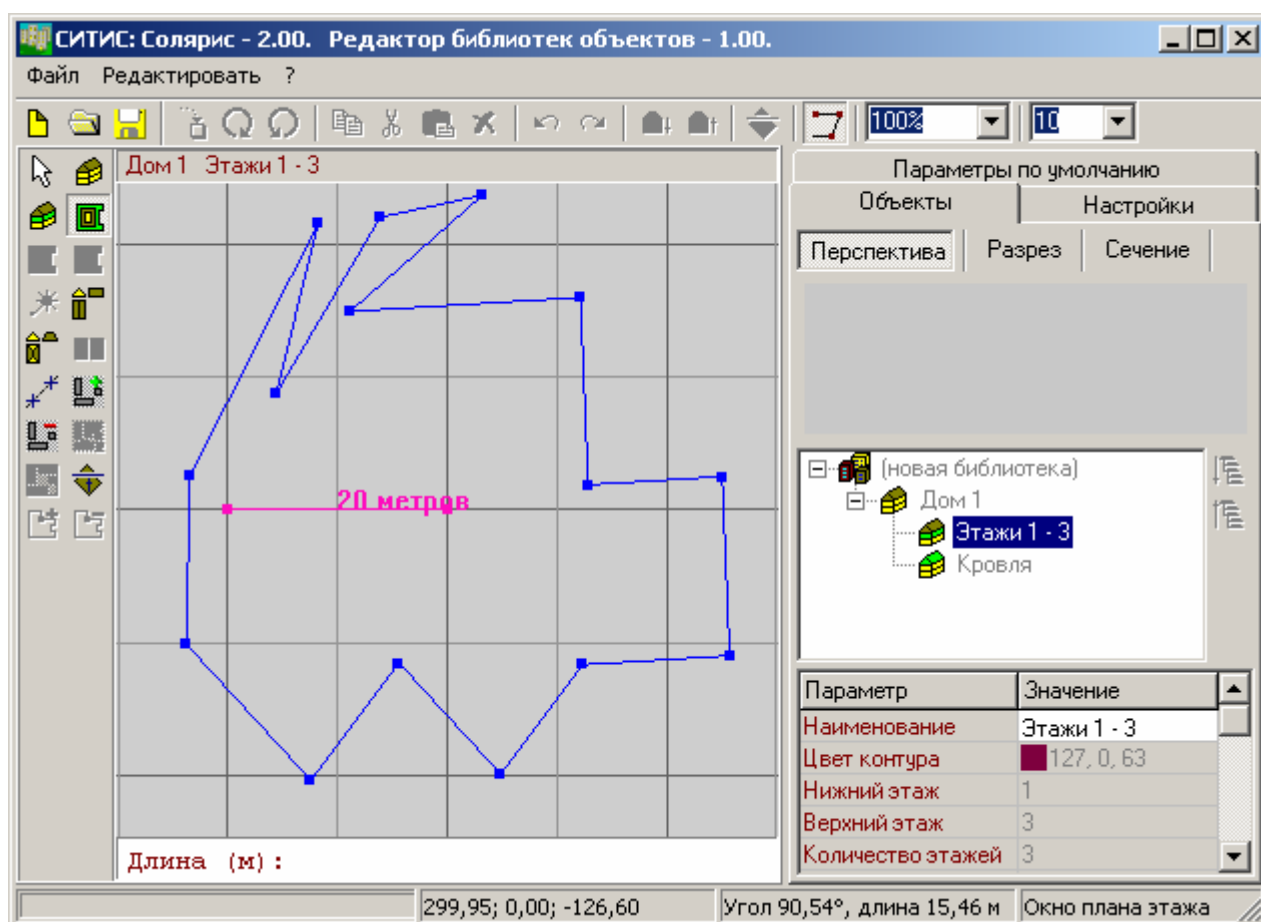 СИТИС: Солярис - 2.00. Редактор библиотек объектов - 1.00.
Файл Редактировать ?
100% 10
Дом 1 Этажи 1 - 3
Параметры по умолчанию
Объекты Настройки
Перспектива Разрез Сечение
20 метров
(новая библиотека)
Дом 1
Этажи 1 - 3
Кровля
Параметр Значение
Наименование Этажи 1 - 3
Цвет контура 127, 0, 63
Нижний этаж 1
Верхний этаж 3
Количество этажей 3
Длина (м):
299,95; 0,00; -126,60 Угол 90,54°, длина 15,46 м Окно плана этажа